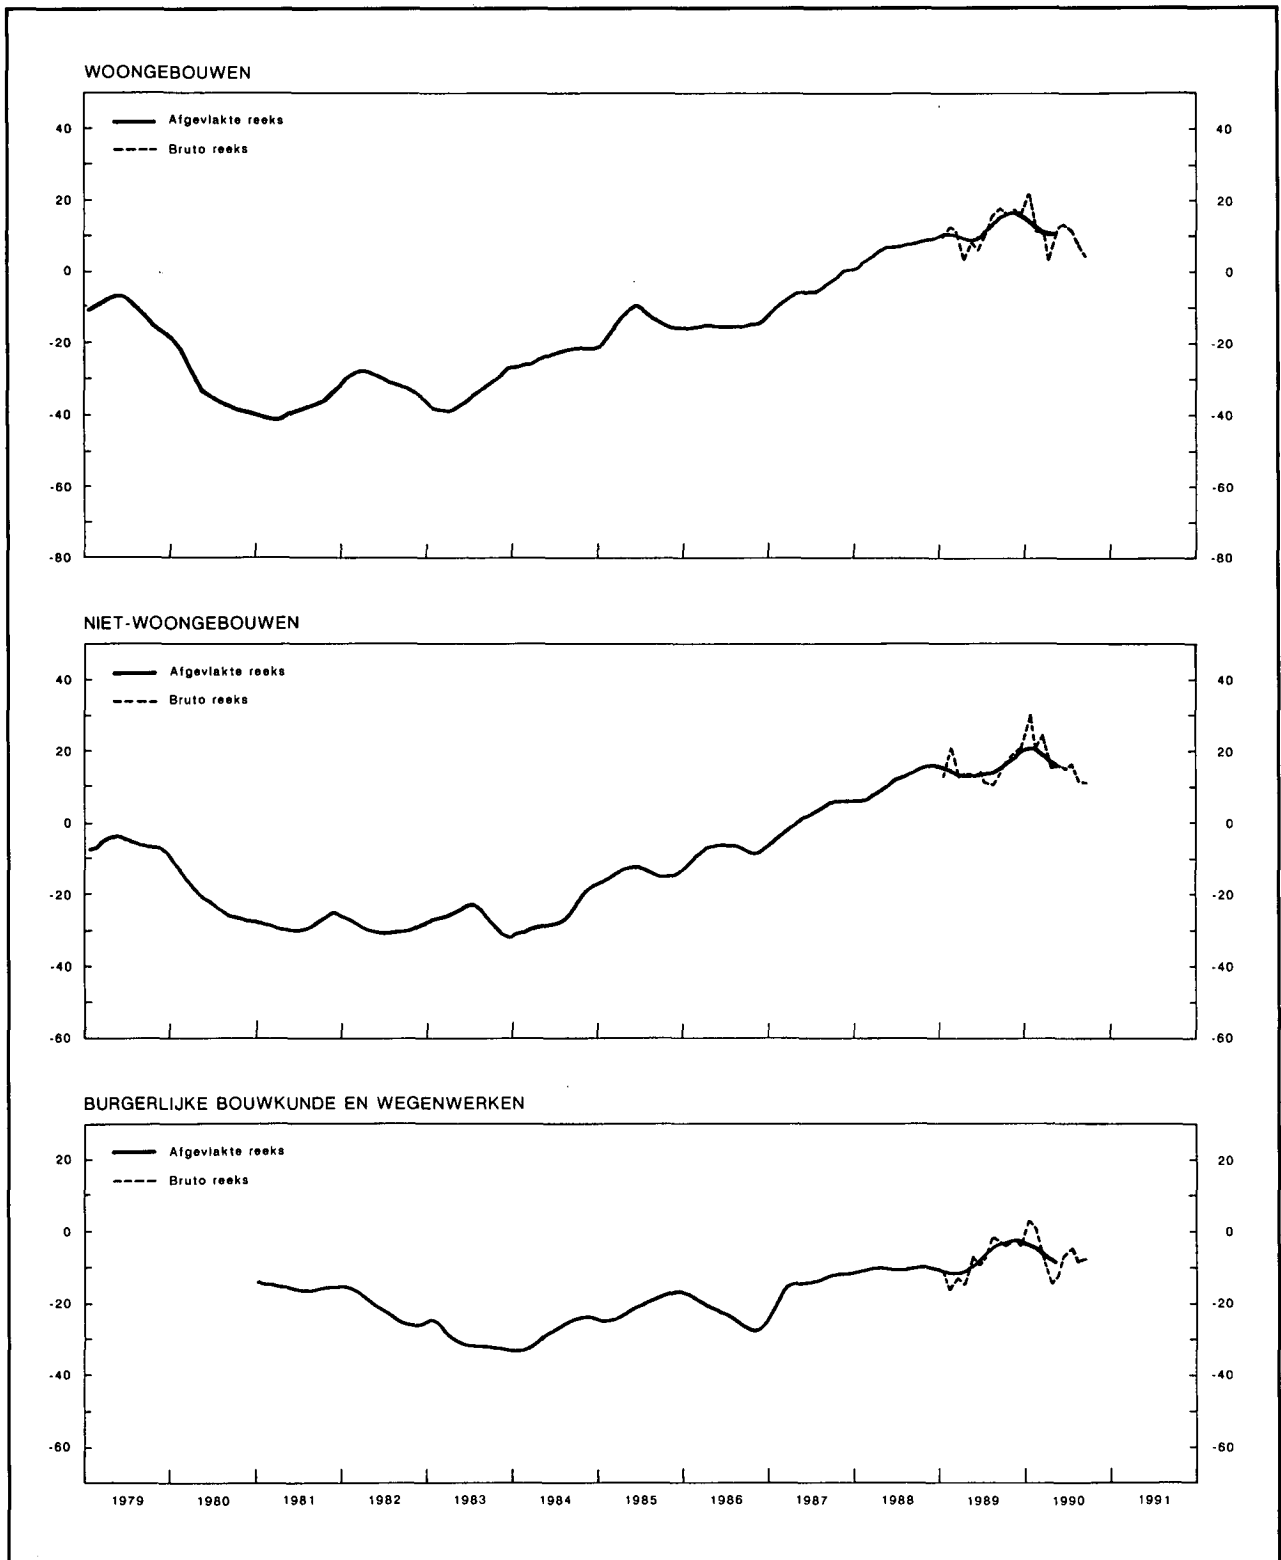 WOONGEBOUWEN
Afgevlakte reeks
Bruto reeks
40 40
20 20
0 0
-20 -20
-40 -40
-60 -60
-80 -80
NIET-WOONGEBOUWEN
Afgevlakte reeks
Bruto reeks
40 40
20 20
0 0
-20 -20
-40 -40
-60 -60
BURGERLIJKE BOUWKUNDE EN WEGENWERKEN
Afgevlakte reeks
Bruto reeks
20 20
0 0
-20 -20
-40 -40
-60 -60
1979 1980 1981 1982 1983 1984 1985 1986 1987 1988 1989 1990 1991